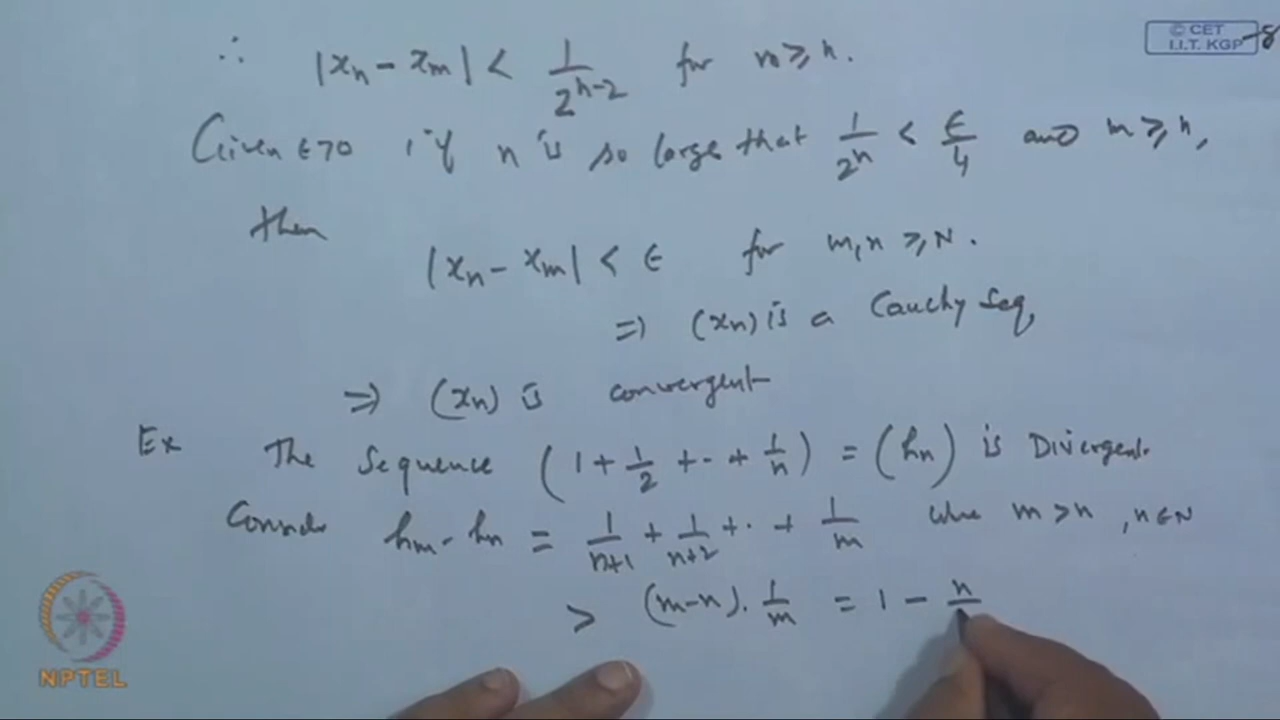 © CET
I.I.T. KGP
∴ |xn - xm| < 1/2^(n-2) for m ≥ n.
Given ϵ>0 if n is so large that 1/2^n < ϵ/4 and m ≥ n,
then
|xn - xm| < ϵ for m,n ≥ N.
=> (xn) is a Cauchy Seq,
=> (xn) is convergent
Ex The Sequence (1 + 1/2 + .. + 1/n) = (hn) is Divergent.
Consider hm - hn = 1/(n+1) + 1/(n+2) + .. + 1/m where m > n, n ∈ N
> (m-n). 1/m = 1 - n/
NPTEL